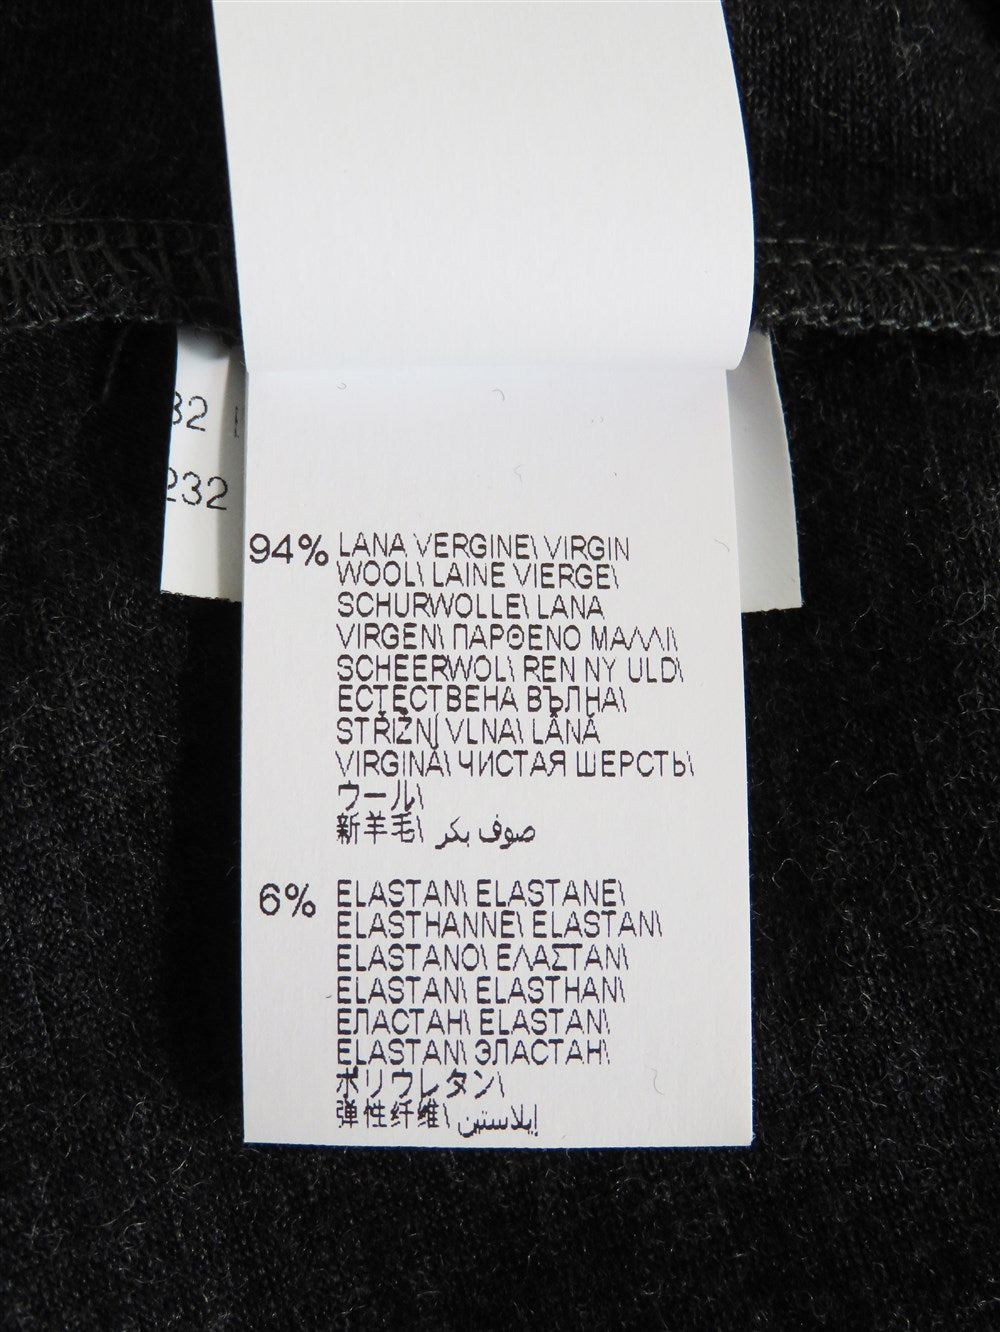 32
232
94% LANA VERGINE\ VIRGIN
WOOL\ LAINE VIERGE\
SCHURWOLLE\ LANA
VIRGEN\ ΠΑΡΘΕΝΟ ΜΑΛΛΙ\
SCHEERWOL\ REN NY ULD\
ЕСТЕСТВЕНА ВЪЛНА\
STŘIŽNÍ VLNA\ LÂNĂ
VIRGINĂ\ ЧИСТАЯ ШЕРСТЬ\
ウール\
新羊毛\ صوف بكر
6% ELASTAN\ ELASTANE\
ELASTHANNE\ ELASTAN\
ELASTANO\ ΕΛΑΣΤΑΝ\
ELASTAN\ ELASTHAN\
ЕЛАСТАН\ ELASTAN\
ELASTAN\ ЭЛАСТАН\
ポリウレタン\
弹性纤维\ إيلاستين